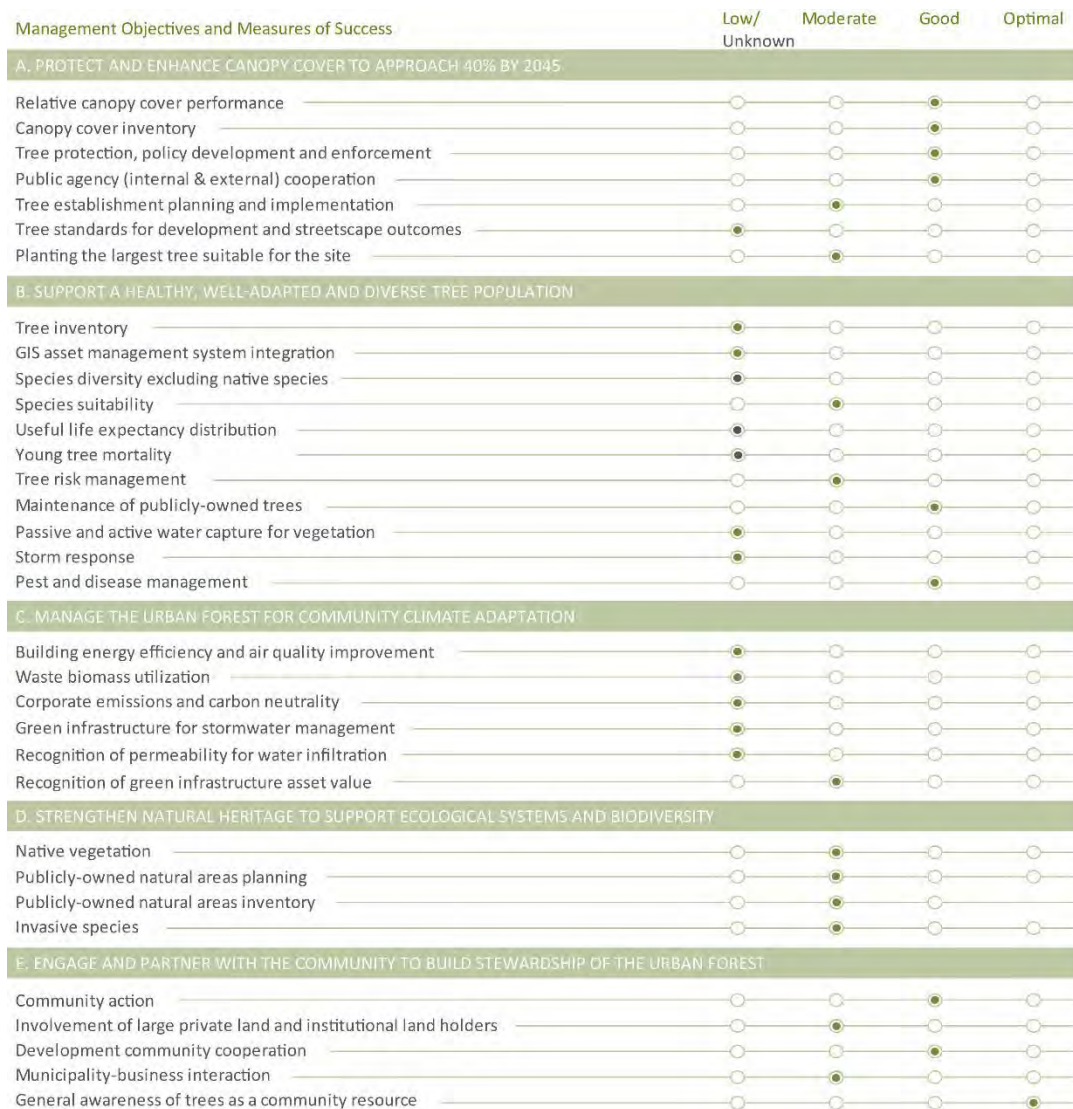 Management Objectives and Measures of Success
Low/ Moderate Good Optimal
Unknown
A. PROTECT AND ENHANCE CANOPY COVER TO APPROACH 40% BY 2045
Relative canopy cover performance
Canopy cover inventory
Tree protection, policy development and enforcement
Public agency (internal & external) cooperation
Tree establishment planning and implementation
Tree standards for development and streetscape outcomes
Planting the largest tree suitable for the site
B. SUPPORT A HEALTHY, WELL-ADAPTED AND DIVERSE TREE POPULATION
Tree inventory
GIS asset management system integration
Species diversity excluding native species
Species suitability
Useful life expectancy distribution
Young tree mortality
Tree risk management
Maintenance of publicly-owned trees
Passive and active water capture for vegetation
Storm response
Pest and disease management
C. MANAGE THE URBAN FOREST FOR COMMUNITY CLIMATE ADAPTATION
Building energy efficiency and air quality improvement
Waste biomass utilization
Corporate emissions and carbon neutrality
Green infrastructure for stormwater management
Recognition of permeability for water infiltration
Recognition of green infrastructure asset value
D. STRENGTHEN NATURAL HERITAGE TO SUPPORT ECOLOGICAL SYSTEMS AND BIODIVERSITY
Native vegetation
Publicly-owned natural areas planning
Publicly-owned natural areas inventory
Invasive species
E. ENGAGE AND PARTNER WITH THE COMMUNITY TO BUILD STEWARDSHIP OF THE URBAN FOREST
Community action
Involvement of large private land and institutional land holders
Development community cooperation
Municipality-business interaction
General awareness of trees as a community resource